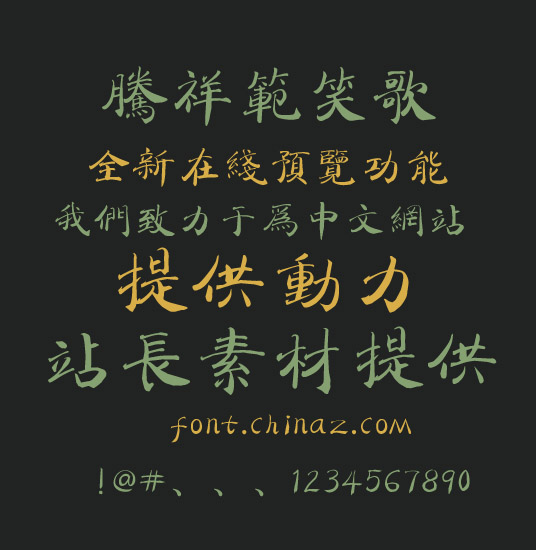 騰祥範笑歌
全新在綫預覽功能
我們致力于爲中文網站
提供動力
站長素材提供
font.chinaz.com
!@#、、、1234567890